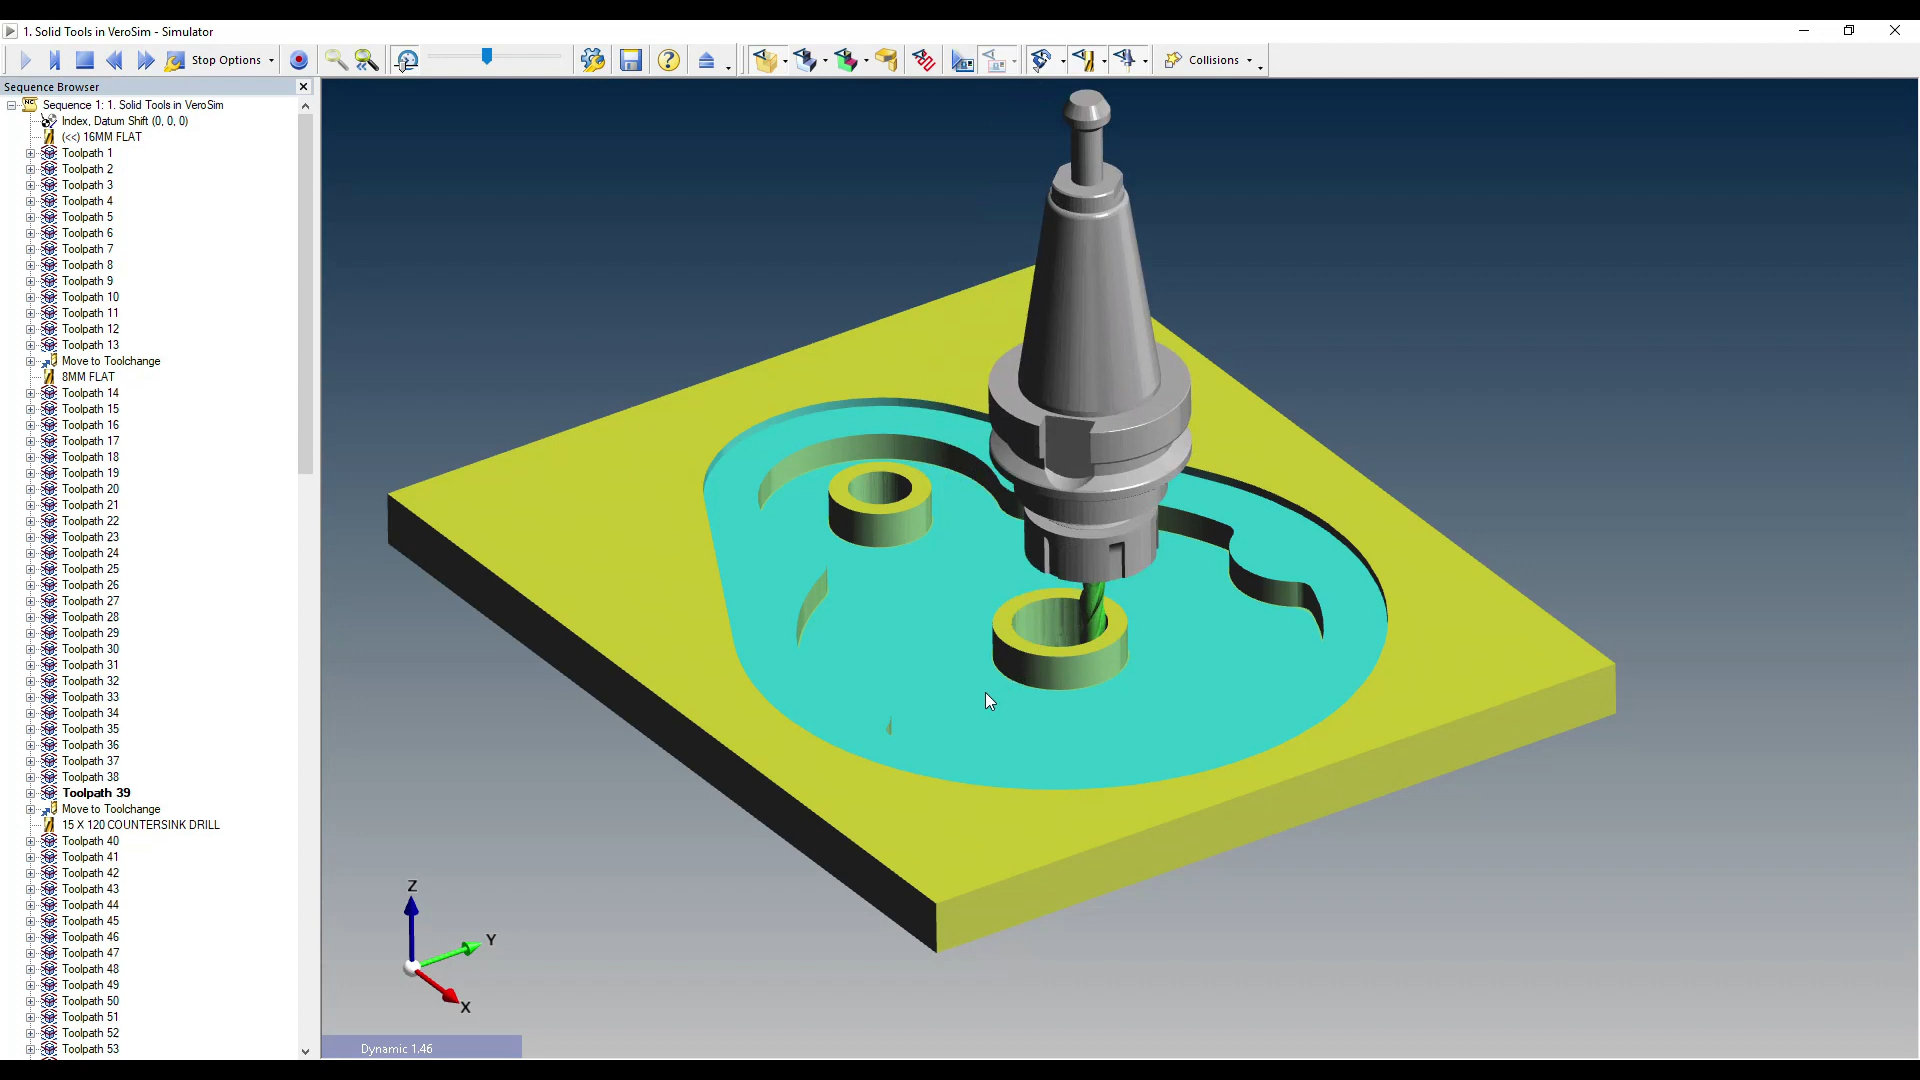 1. Solid Tools in VeroSim - Simulator
Stop Options
Collisions
Sequence Browser
Sequence 1: 1. Solid Tools in VeroSim
Index, Datum Shift (0, 0, 0)
(<<) 16MM FLAT
Toolpath 1
Toolpath 2
Toolpath 3
Toolpath 4
Toolpath 5
Toolpath 6
Toolpath 7
Toolpath 8
Toolpath 9
Toolpath 10
Toolpath 11
Toolpath 12
Toolpath 13
Move to Toolchange
8MM FLAT
Toolpath 14
Toolpath 15
Toolpath 16
Toolpath 17
Toolpath 18
Toolpath 19
Toolpath 20
Toolpath 21
Toolpath 22
Toolpath 23
Toolpath 24
Toolpath 25
Toolpath 26
Toolpath 27
Toolpath 28
Toolpath 29
Toolpath 30
Toolpath 31
Toolpath 32
Toolpath 33
Toolpath 34
Toolpath 35
Toolpath 36
Toolpath 37
Toolpath 38
Toolpath 39
Move to Toolchange
15 X 120 COUNTERSINK DRILL
Toolpath 40
Toolpath 41
Toolpath 42
Toolpath 43
Toolpath 44
Toolpath 45
Toolpath 46
Toolpath 47
Toolpath 48
Toolpath 49
Toolpath 50
Toolpath 51
Toolpath 52
Toolpath 53
Z
Y
X
Dynamic 1.46